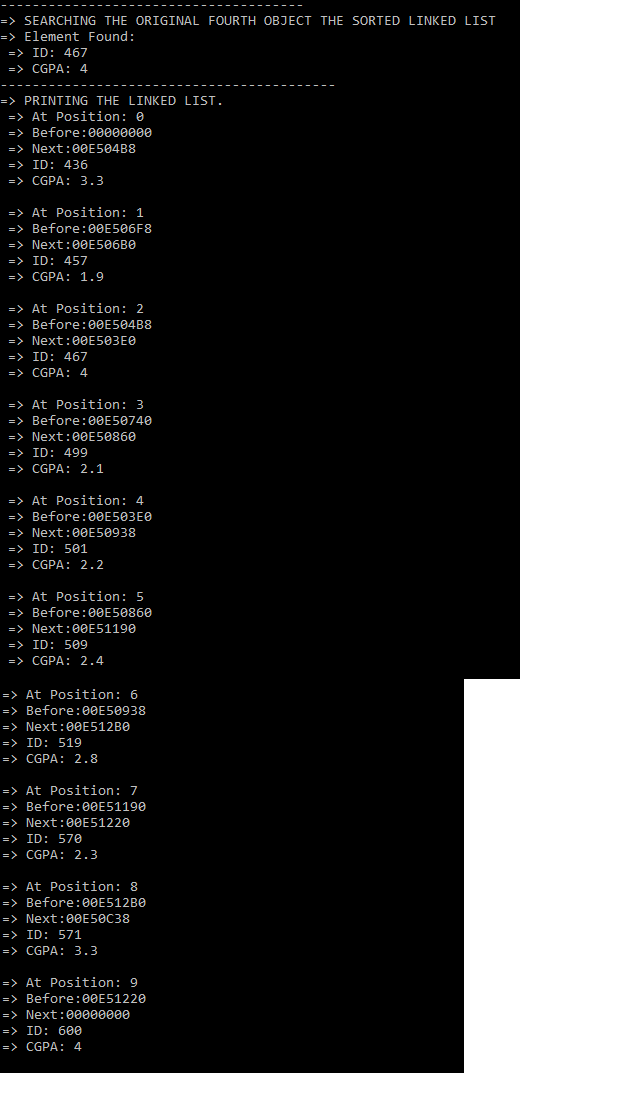 --------------------------------------
=> SEARCHING THE ORIGINAL FOURTH OBJECT THE SORTED LINKED LIST
=> Element Found:
=> ID: 467
=> CGPA: 4
------------------------------------------
=> PRINTING THE LINKED LIST.
=> At Position: 0
=> Before:00000000
=> Next:00E504B8
=> ID: 436
=> CGPA: 3.3
=> At Position: 1
=> Before:00E506F8
=> Next:00E506B0
=> ID: 457
=> CGPA: 1.9
=> At Position: 2
=> Before:00E504B8
=> Next:00E503E0
=> ID: 467
=> CGPA: 4
=> At Position: 3
=> Before:00E50740
=> Next:00E50860
=> ID: 499
=> CGPA: 2.1
=> At Position: 4
=> Before:00E503E0
=> Next:00E50938
=> ID: 501
=> CGPA: 2.2
=> At Position: 5
=> Before:00E50860
=> Next:00E51190
=> ID: 509
=> CGPA: 2.4
=> At Position: 6
=> Before:00E50938
=> Next:00E512B0
=> ID: 519
=> CGPA: 2.8
=> At Position: 7
=> Before:00E51190
=> Next:00E51220
=> ID: 570
=> CGPA: 2.3
=> At Position: 8
=> Before:00E512B0
=> Next:00E50C38
=> ID: 571
=> CGPA: 3.3
=> At Position: 9
=> Before:00E51220
=> Next:00000000
=> ID: 600
=> CGPA: 4